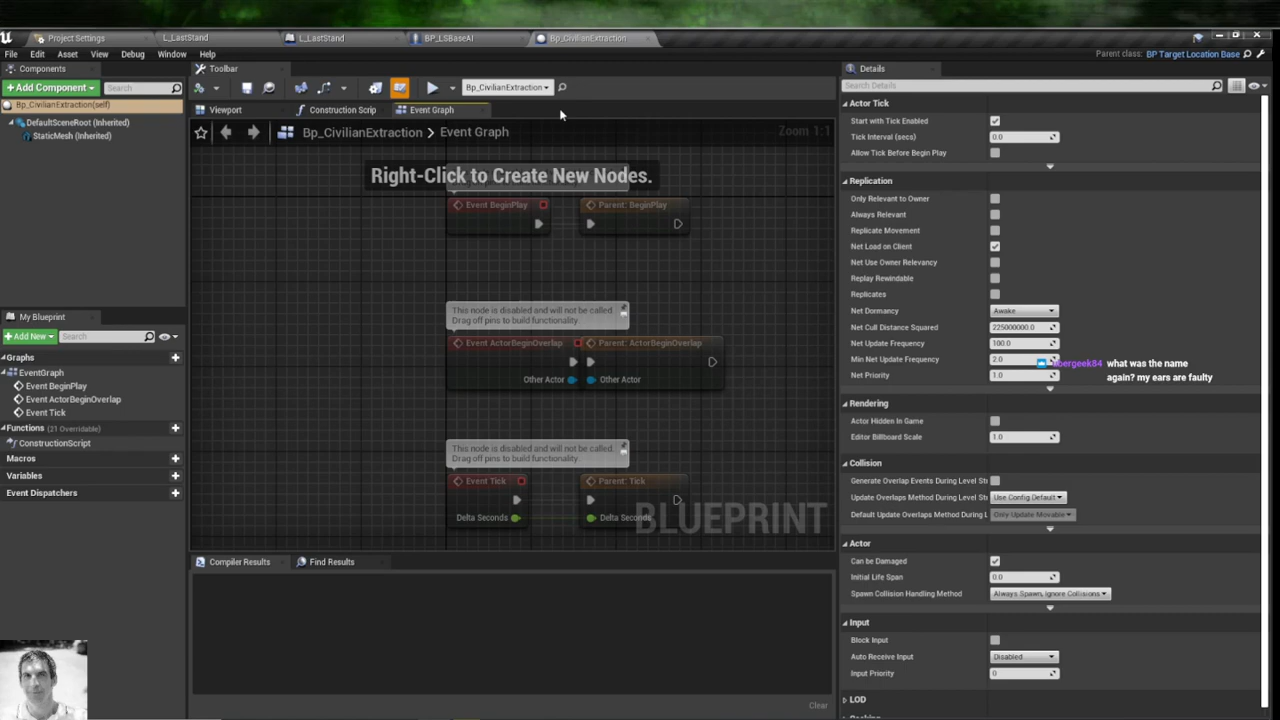 Project Settings
L_LastStand
L_LastStand
BP_LSBaseAI
Bp_CivilianExtraction
File Edit Asset View Debug Window Help
Parent class: BP Target Location Base
Components
Add Component
Search
Bp_CivilianExtraction(self)
DefaultSceneRoot (Inherited)
StaticMesh (Inherited)
My Blueprint
Add New
Search
Graphs
EventGraph
Event BeginPlay
Event ActorBeginOverlap
Event Tick
Functions (21 Overridable)
ConstructionScript
Macros
Variables
Event Dispatchers
Toolbar
Bp_CivilianExtraction
Viewport
Construction Scrip
Event Graph
Bp_CivilianExtraction > Event Graph
Zoom 1:1
Right-Click to Create New Nodes.
Event BeginPlay
Parent: BeginPlay
This node is disabled and will not be called.
Drag off pins to build functionality.
Event ActorBeginOverlap
Parent: ActorBeginOverlap
Other Actor
Other Actor
This node is disabled and will not be called.
Drag off pins to build functionality.
Event Tick
Parent: Tick
Delta Seconds
Delta Seconds
BLUEPRINT
Compiler Results
Find Results
Clear
Details
Search Details
Actor Tick
Start with Tick Enabled
Tick Interval (secs) 0.0
Allow Tick Before Begin Play
Replication
Only Relevant to Owner
Always Relevant
Replicate Movement
Net Load on Client
Net Use Owner Relevancy
Replay Rewindable
Replicates
Net Dormancy Awake
Net Cull Distance Squared 225000000.0
Net Update Frequency 100.0
Min Net Update Frequency 2.0
Net Priority 1.0
what was the name
again? my ears are faulty
Rendering
Actor Hidden In Game
Editor Billboard Scale 1.0
Collision
Generate Overlap Events During Level St
Update Overlaps Method During Level S Use Config Default
Default Update Overlaps Method During L Only Update Movable
Actor
Can be Damaged
Initial Life Span 0.0
Spawn Collision Handling Method Always Spawn, Ignore Collisions
Input
Block Input
Auto Receive Input Disabled
Input Priority 0
LOD